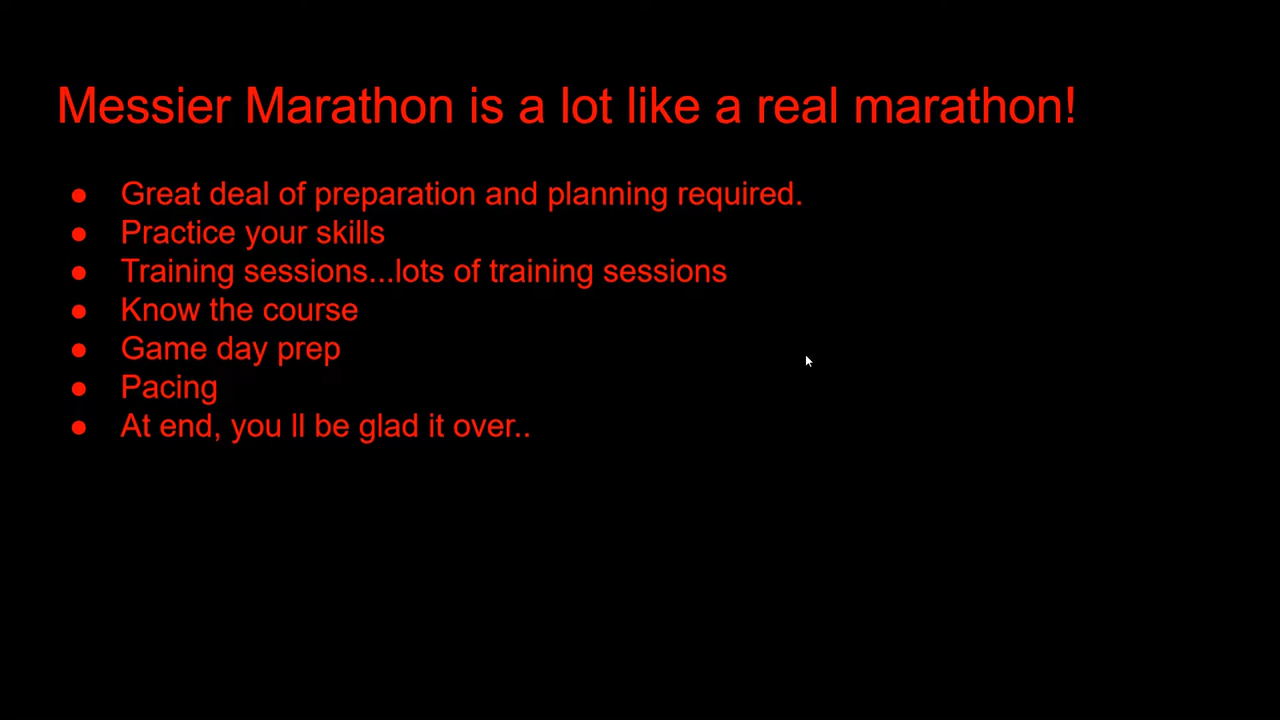 Messier Marathon is a lot like a real marathon!
● Great deal of preparation and planning required.
● Practice your skills
● Training sessions...lots of training sessions
● Know the course
● Game day prep
● Pacing
● At end, you ll be glad it over..